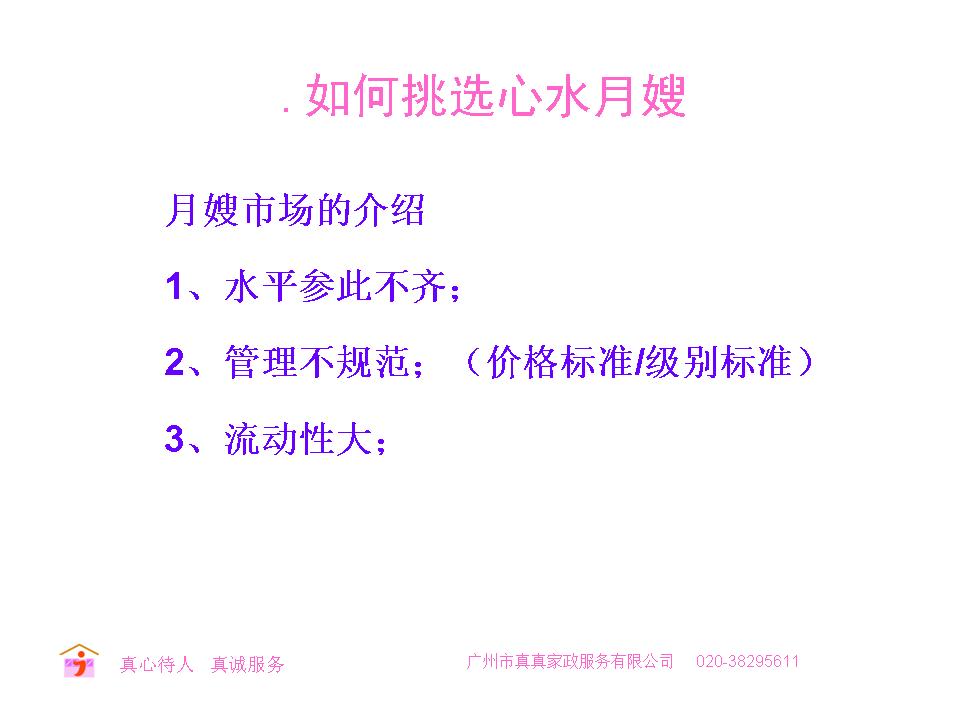 .如何挑选心水月嫂
月嫂市场的介绍
1、水平参此不齐；
2、管理不规范；（价格标准/级别标准）
3、流动性大；
真心待人 真诚服务
广州市真真家政服务有限公司 020-38295611